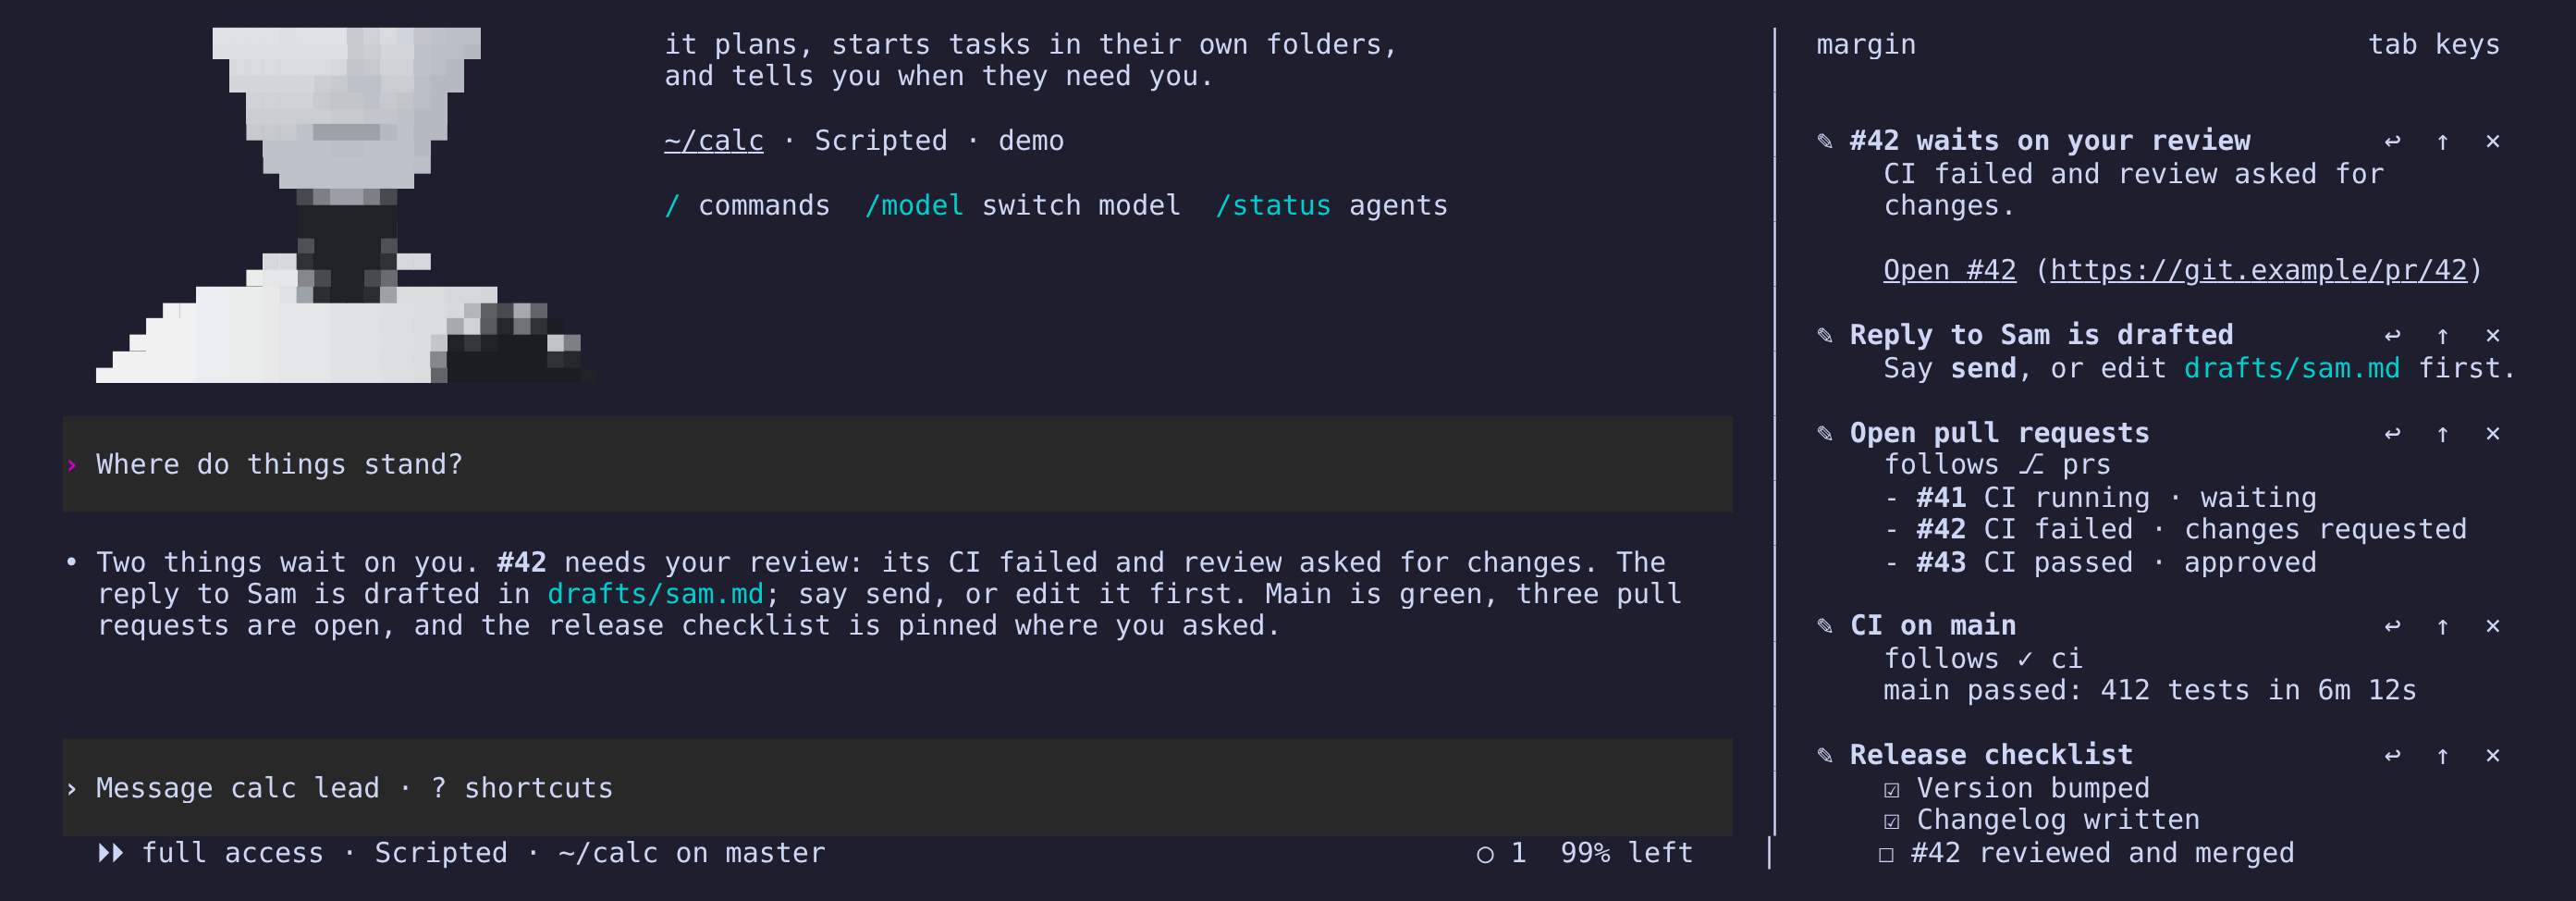 it plans, starts tasks in their own folders,
and tells you when they need you.
~/calc · Scripted · demo
/ commands  /model switch model  /status agents
› Where do things stand?
• Two things wait on you. #42 needs your review: its CI failed and review asked for changes. The
reply to Sam is drafted in drafts/sam.md; say send, or edit it first. Main is green, three pull
requests are open, and the release checklist is pinned where you asked.
› Message calc lead · ? shortcuts
⏵⏵ full access · Scripted · ~/calc on master
○ 1  99% left
margin
tab keys
✎ #42 waits on your review ↩ ↑ ×
CI failed and review asked for
changes.
Open #42 (https://git.example/pr/42)
✎ Reply to Sam is drafted ↩ ↑ ×
Say send, or edit drafts/sam.md first.
✎ Open pull requests ↩ ↑ ×
follows ⎇ prs
- #41 CI running · waiting
- #42 CI failed · changes requested
- #43 CI passed · approved
✎ CI on main ↩ ↑ ×
follows ✓ ci
main passed: 412 tests in 6m 12s
✎ Release checklist ↩ ↑ ×
☑ Version bumped
☑ Changelog written
☐ #42 reviewed and merged